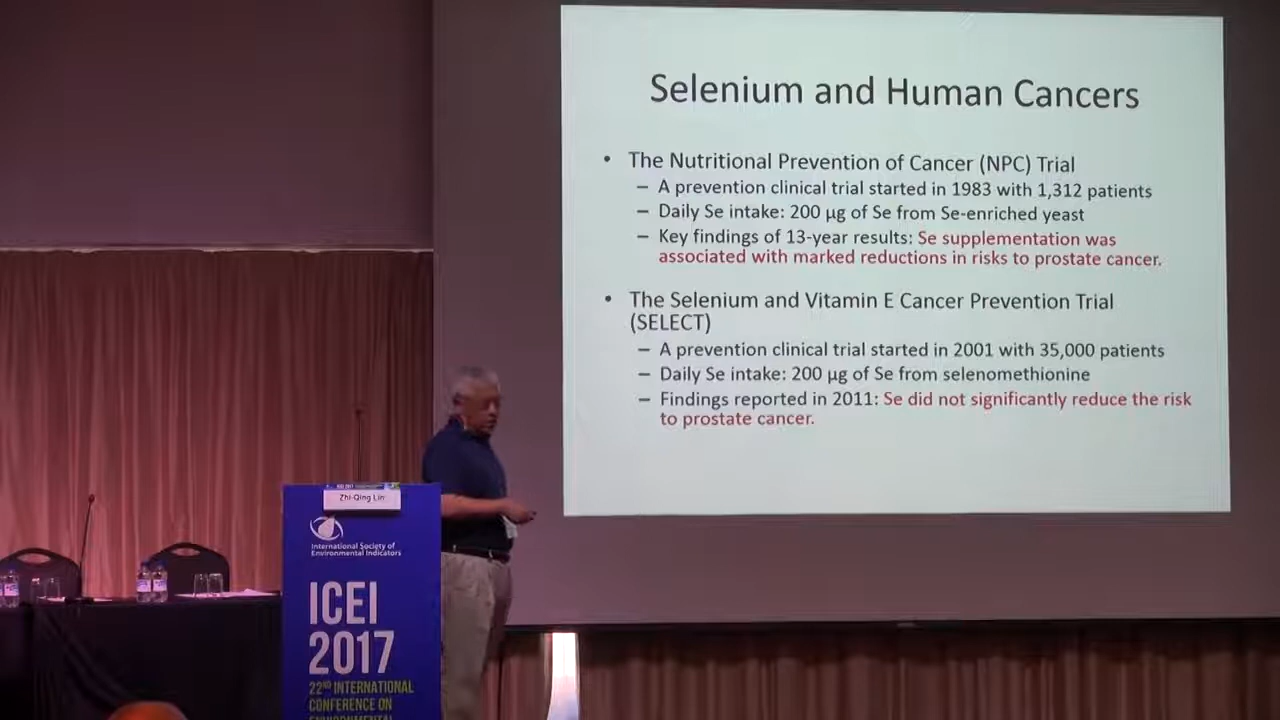 Selenium and Human Cancers
• The Nutritional Prevention of Cancer (NPC) Trial
– A prevention clinical trial started in 1983 with 1,312 patients
– Daily Se intake: 200 µg of Se from Se-enriched yeast
– Key findings of 13-year results: Se supplementation was
associated with marked reductions in risks to prostate cancer.
• The Selenium and Vitamin E Cancer Prevention Trial
(SELECT)
– A prevention clinical trial started in 2001 with 35,000 patients
– Daily Se intake: 200 µg of Se from selenomethionine
– Findings reported in 2011: Se did not significantly reduce the risk
to prostate cancer.
Zhi-Qing Lin
International Society of
Environmental Indicators
ICEI
2017
22ND INTERNATIONAL
CONFERENCE ON